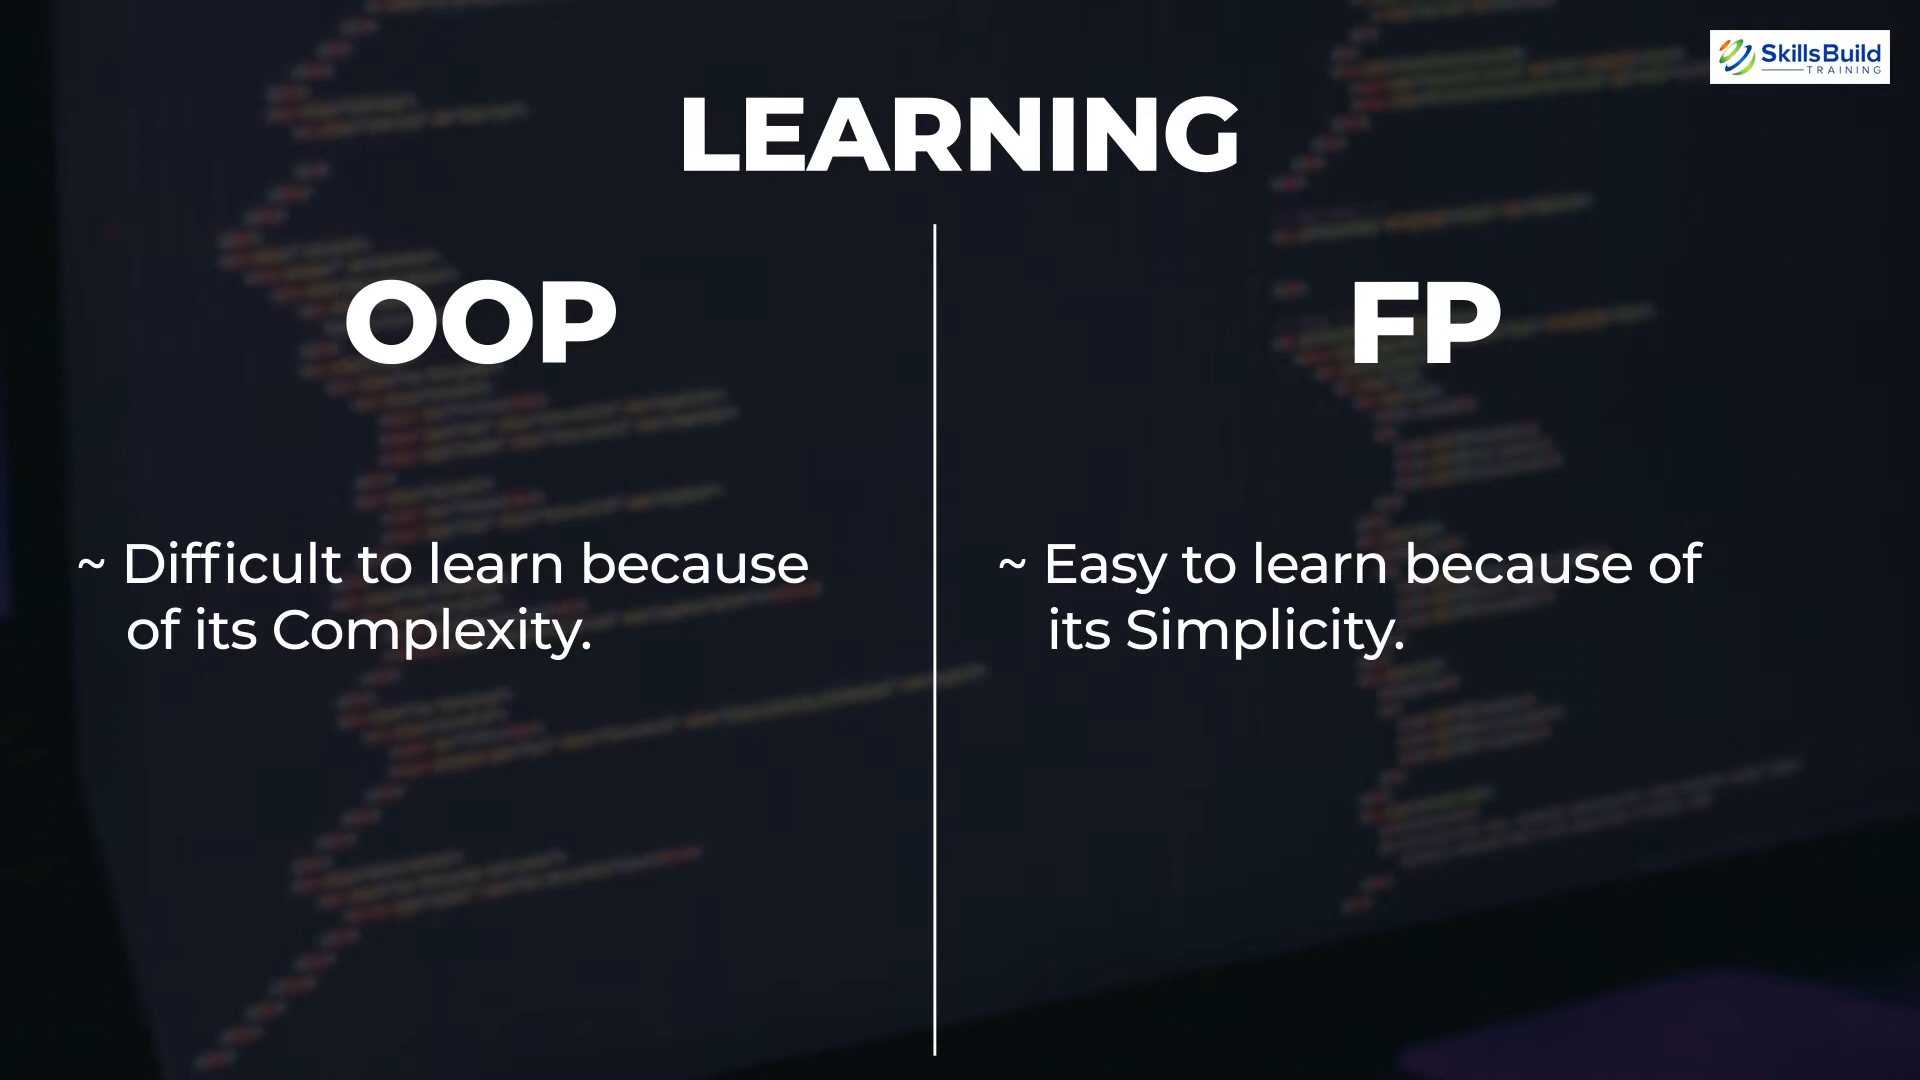 SkillsBuild
TRAINING
LEARNING
OOP
~ Difficult to learn because
of its Complexity.
FP
~ Easy to learn because of
its Simplicity.